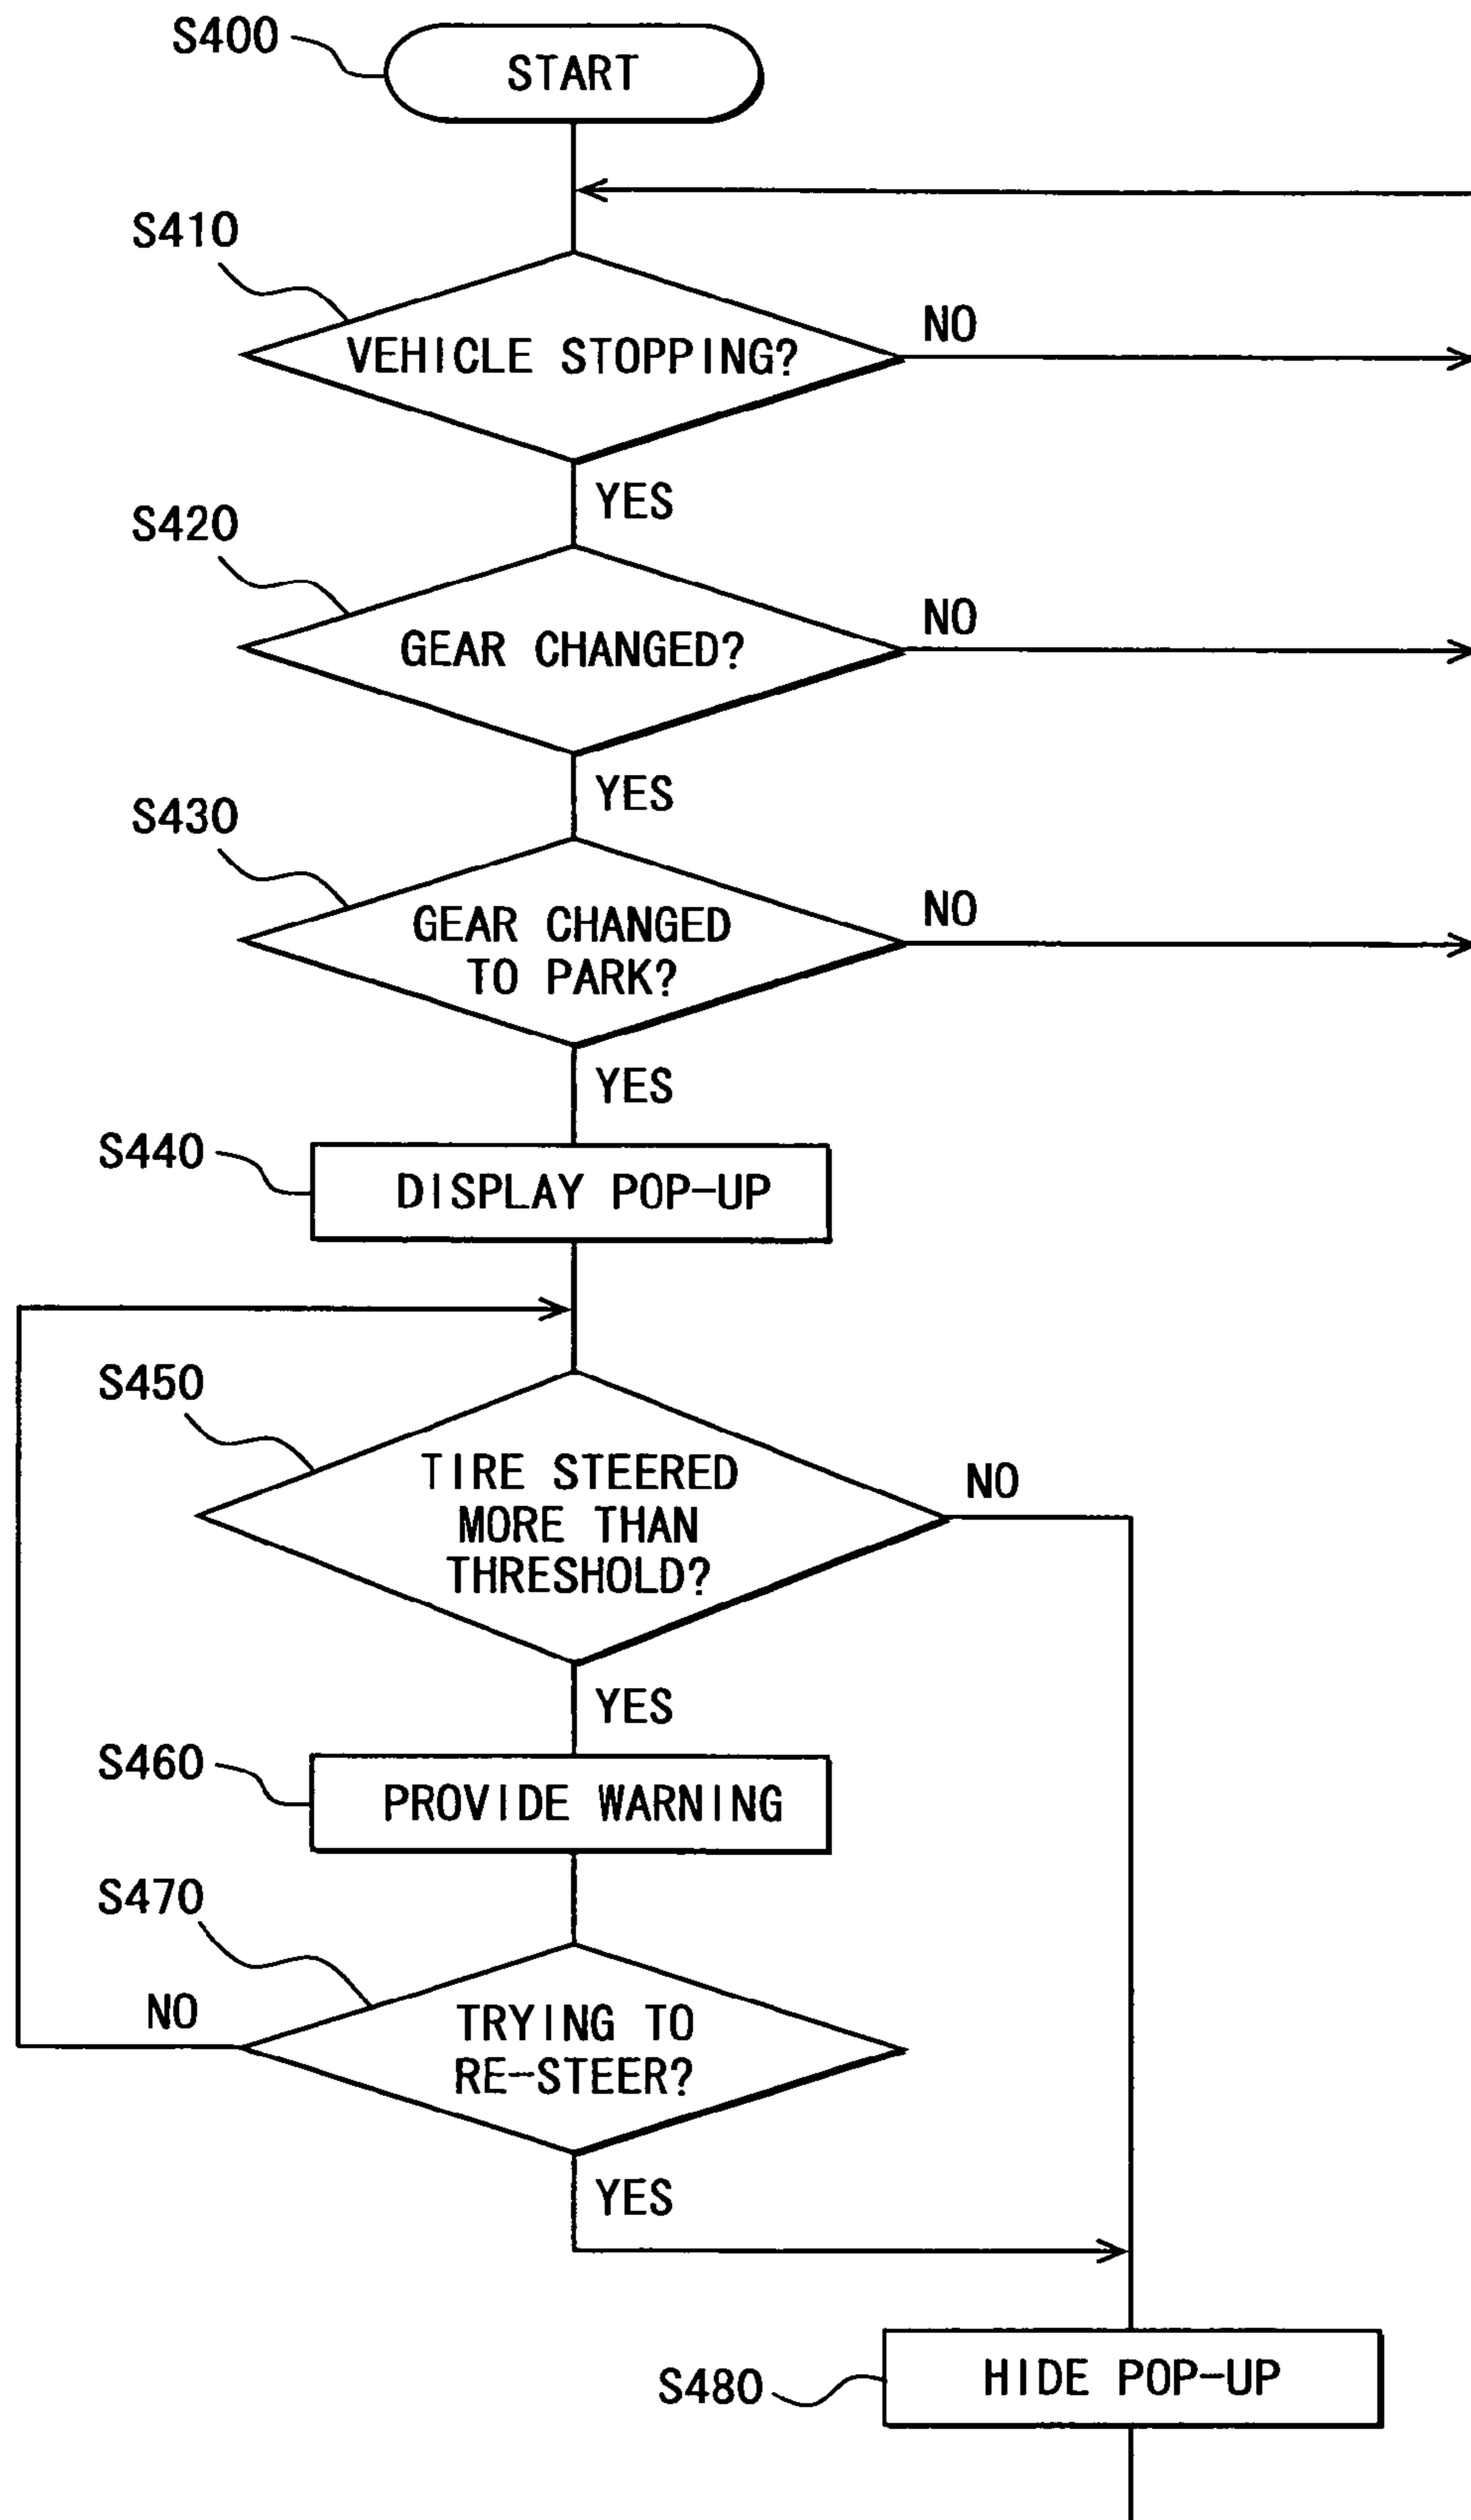 S400
START
S410
VEHICLE STOPPING?
NO
YES
S420
GEAR CHANGED?
NO
YES
S430
GEAR CHANGED
TO PARK?
NO
YES
S440
DISPLAY POP-UP
S450
TIRE STEERED
MORE THAN
THRESHOLD?
NO
YES
S460
PROVIDE WARNING
S470
NO
TRYING TO
RE-STEER?
YES
S480
HIDE POP-UP